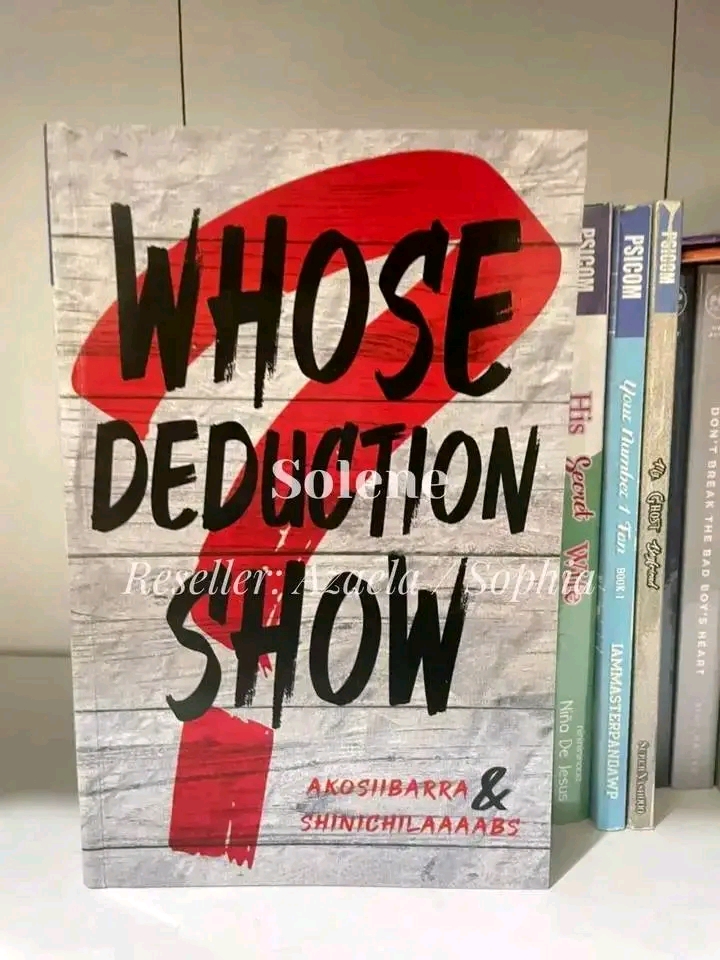 WHOSE
DEDUCTION
SHOW
AKOSIIBARRA &
SHINICHILAAAABS
Solene
Reseller: Azaela / Sophia
PSICOM
His Secret Wife
Niña De Jesus
PSICOM
Your Number 1 Fan BOOK 1
IAMMASTERPANDAWP
PSICOM
My Ghost Boyfriend
DON'T BREAK THE BAD BOY'S HEART